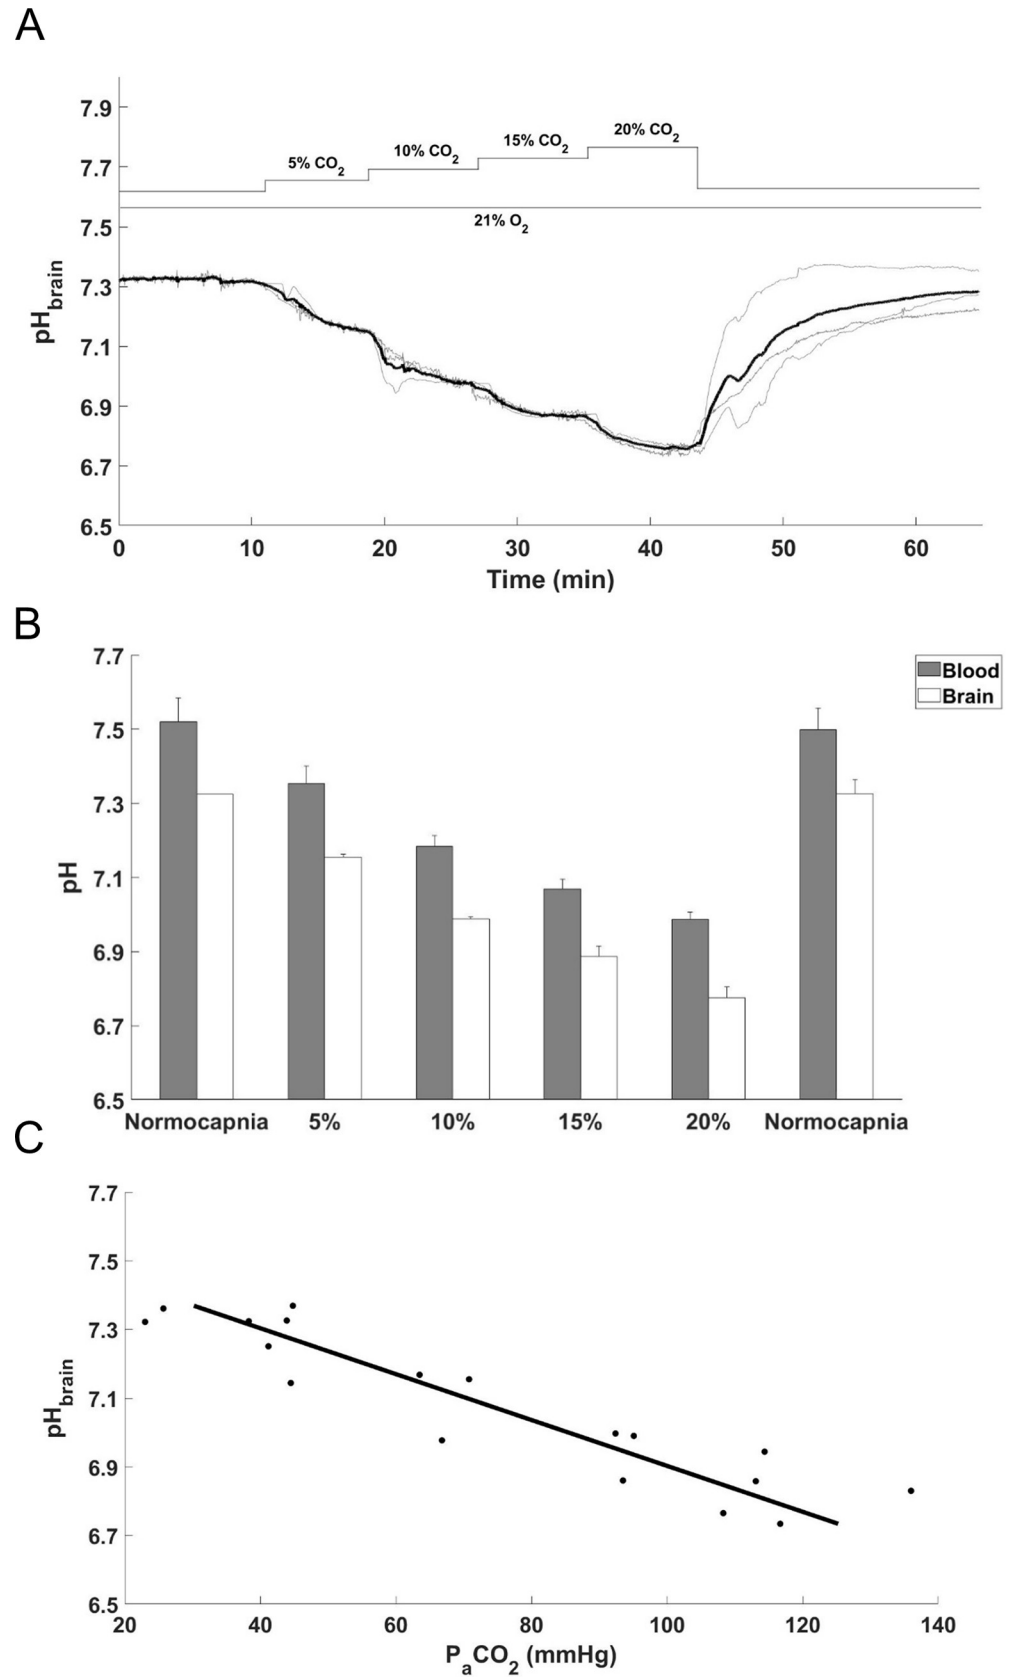 A
7.9
7.7
7.5
7.3
7.1
6.9
6.7
6.5
pHbrain
5% CO2
10% CO2
15% CO2
20% CO2
21% O2
0 10 20 30 40 50 60
Time (min)
B
7.7
7.5
7.3
7.1
6.9
6.7
6.5
pH
Blood
Brain
Normocapnia 5% 10% 15% 20% Normocapnia
C
7.7
7.5
7.3
7.1
6.9
6.7
6.5
pHbrain
20 40 60 80 100 120 140
PaCO2 (mmHg)